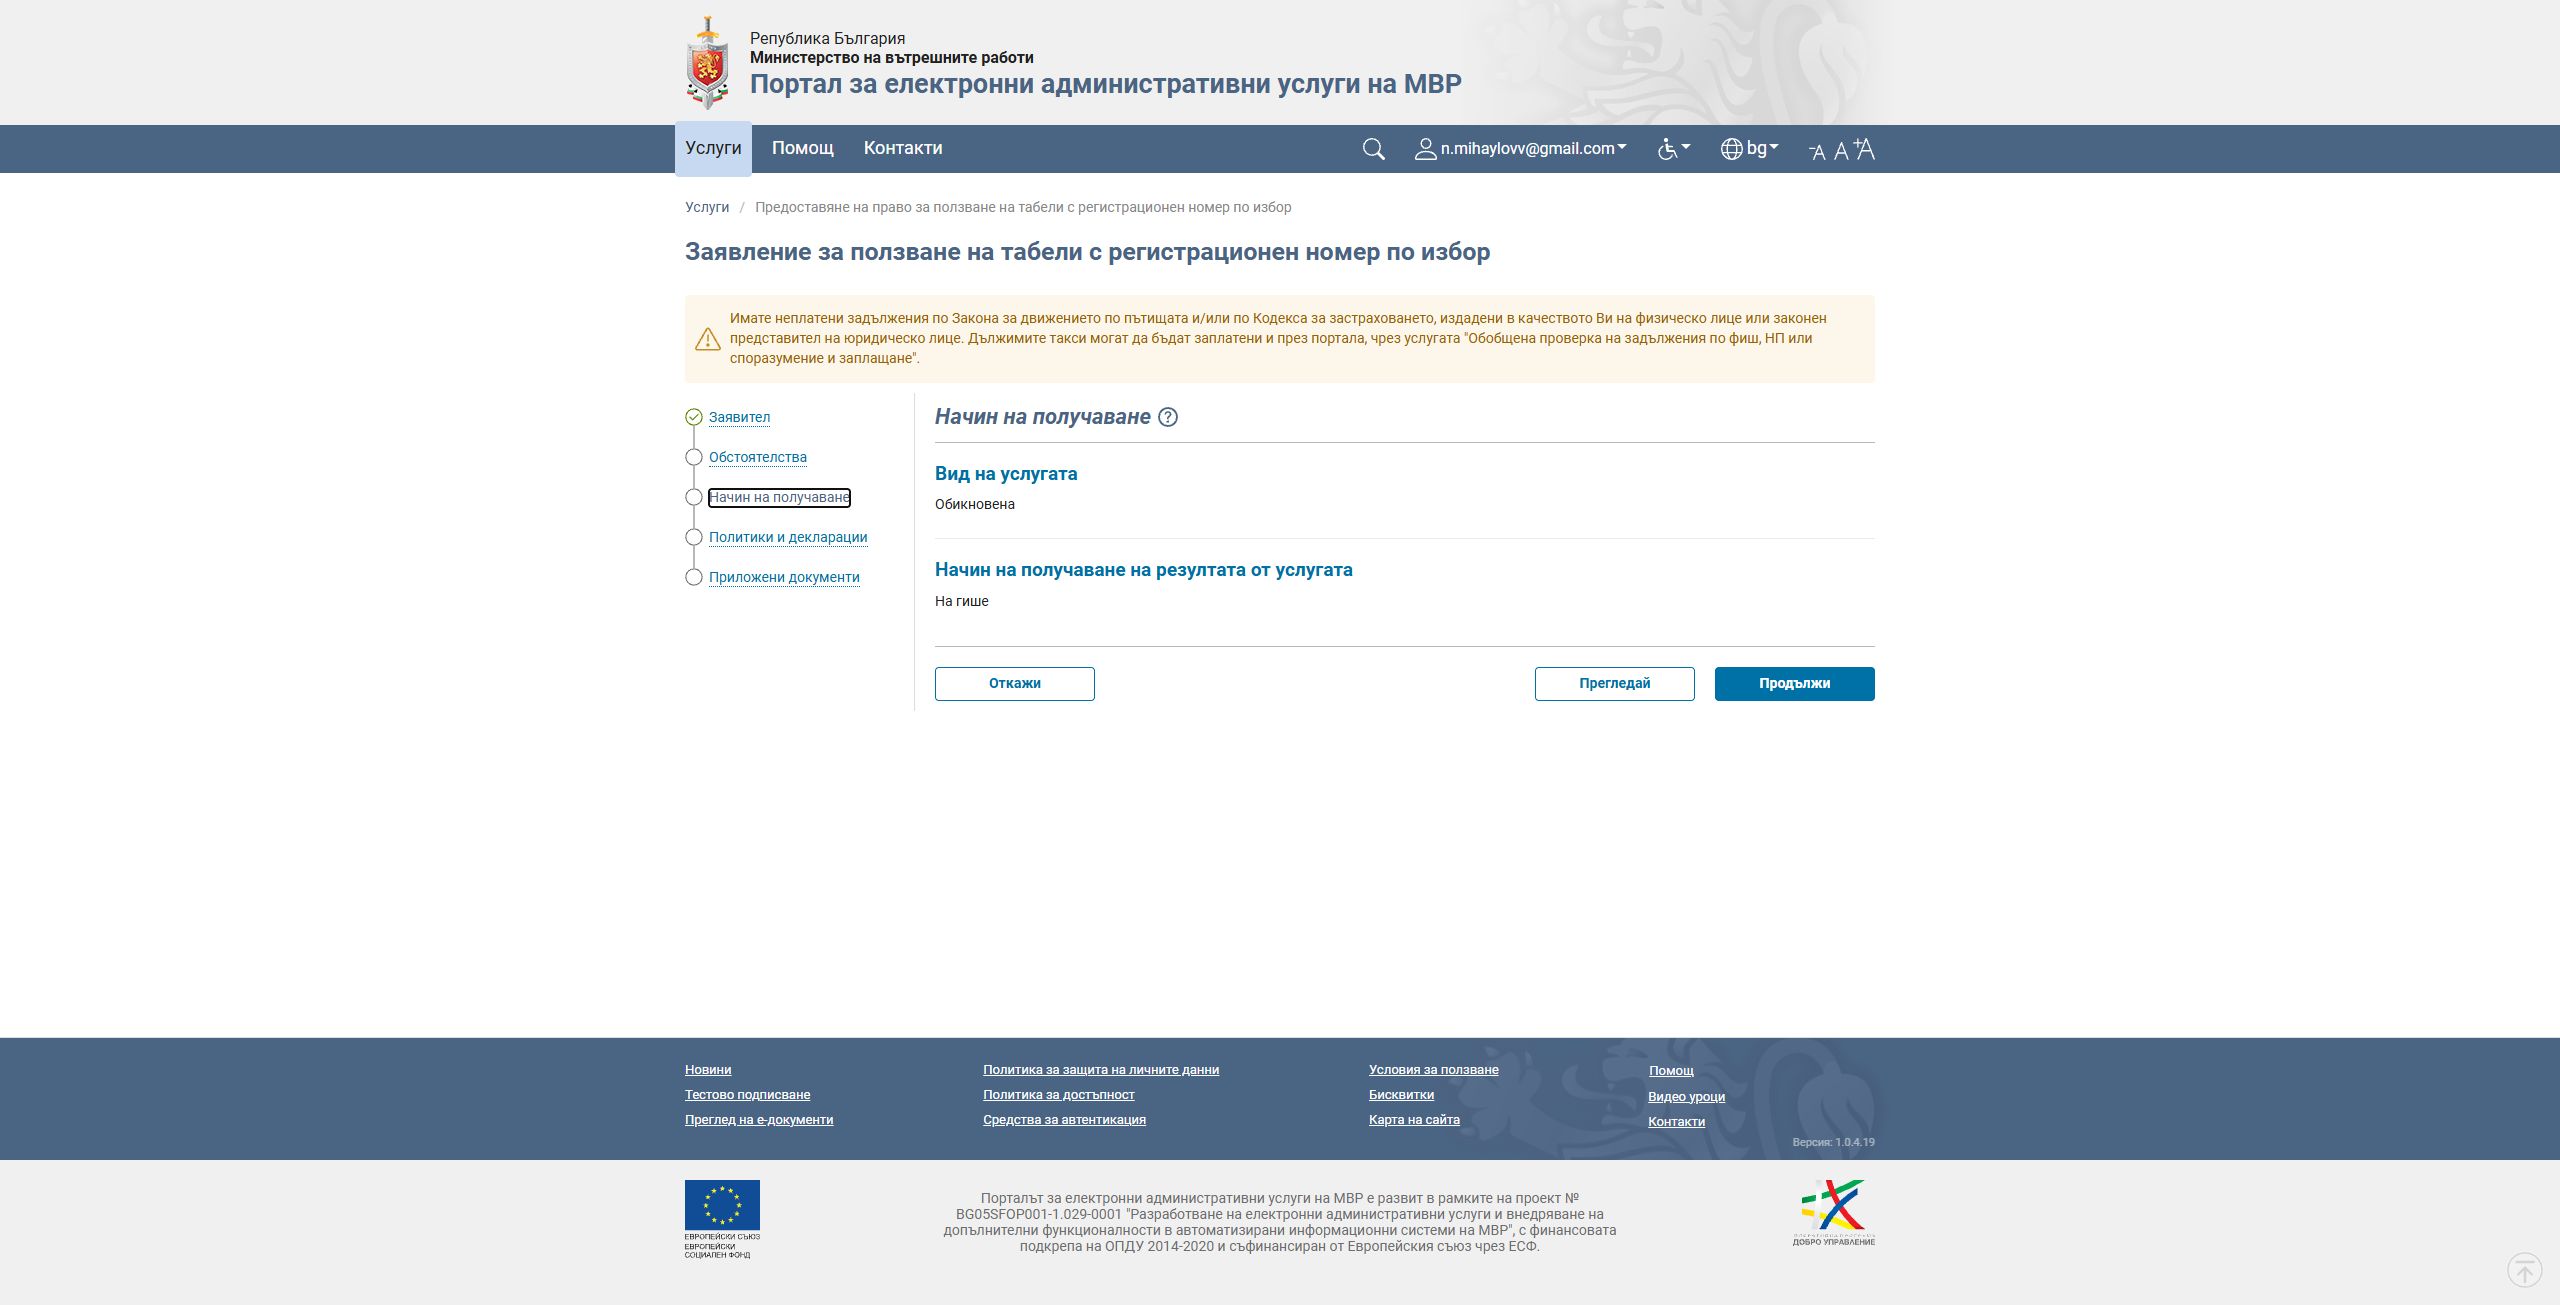 Република България
Министерство на вътрешните работи
Портал за електронни административни услуги на МВР
Услуги
Помощ
Контакти
n.mihaylovv@gmail.com
bg
-A A +A
Услуги / Предоставяне на право за ползване на табели с регистрационен номер по избор
Заявление за ползване на табели с регистрационен номер по избор
Имате неплатени задължения по Закона за движението по пътищата и/или по Кодекса за застраховането, издадени в качеството Ви на физическо лице или законен
представител на юридическо лице. Дължимите такси могат да бъдат заплатени и през портала, чрез услугата "Обобщена проверка на задължения по фиш, НП или
споразумение и заплащане".
Заявител
Обстоятелства
Начин на получаване
Политики и декларации
Приложени документи
Начин на получаване
Вид на услугата
Обикновена
Начин на получаване на резултата от услугата
На гише
Откажи
Прегледай
Продължи
Новини
Тестово подписване
Преглед на е-документи
Политика за защита на личните данни
Политика за достъпност
Средства за автентикация
Условия за ползване
Бисквитки
Карта на сайта
Помощ
Видео уроци
Контакти
Версия: 1.0.4.19
ЕВРОПЕЙСКИ СЪЮЗ
ЕВРОПЕЙСКИ
СОЦИАЛЕН ФОНД
Порталът за електронни административни услуги на МВР е развит в рамките на проект №
BG05SFOP001-1.029-0001 "Разработване на електронни административни услуги и внедряване на
допълнителни функционалности в автоматизирани информационни системи на МВР", с финансовата
подкрепа на ОПДУ 2014-2020 и съфинансиран от Европейския съюз чрез ЕСФ.
ДОБРО УПРАВЛЕНИЕ